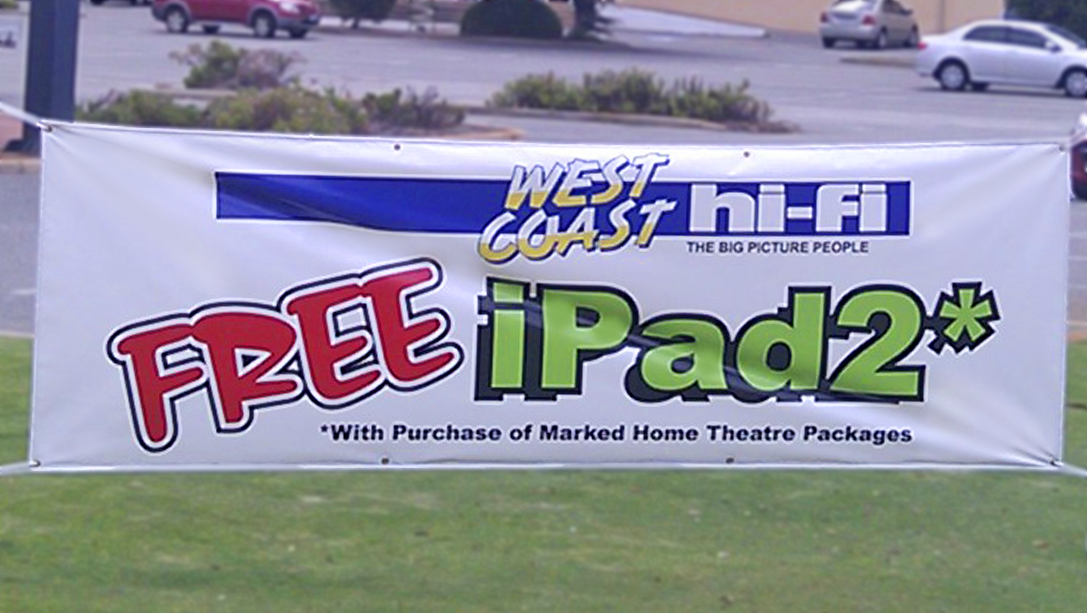 WEST COAST hi-fi
THE BIG PICTURE PEOPLE
FREE iPad2*
*With Purchase of Marked Home Theatre Packages